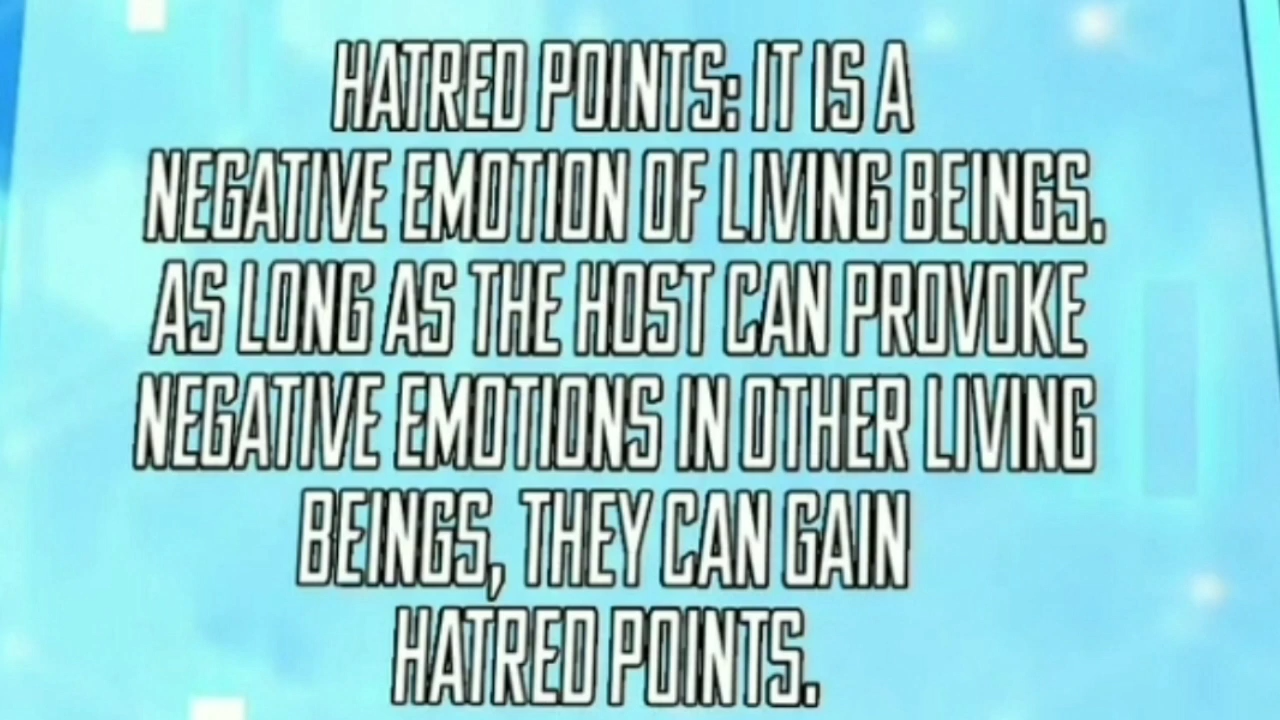 HATRED POINTS: IT IS A
NEGATIVE EMOTION OF LIVING BEINGS.
AS LONG AS THE HOST CAN PROVOKE
NEGATIVE EMOTIONS IN OTHER LIVING
BEINGS, THEY CAN GAIN
HATRED POINTS.